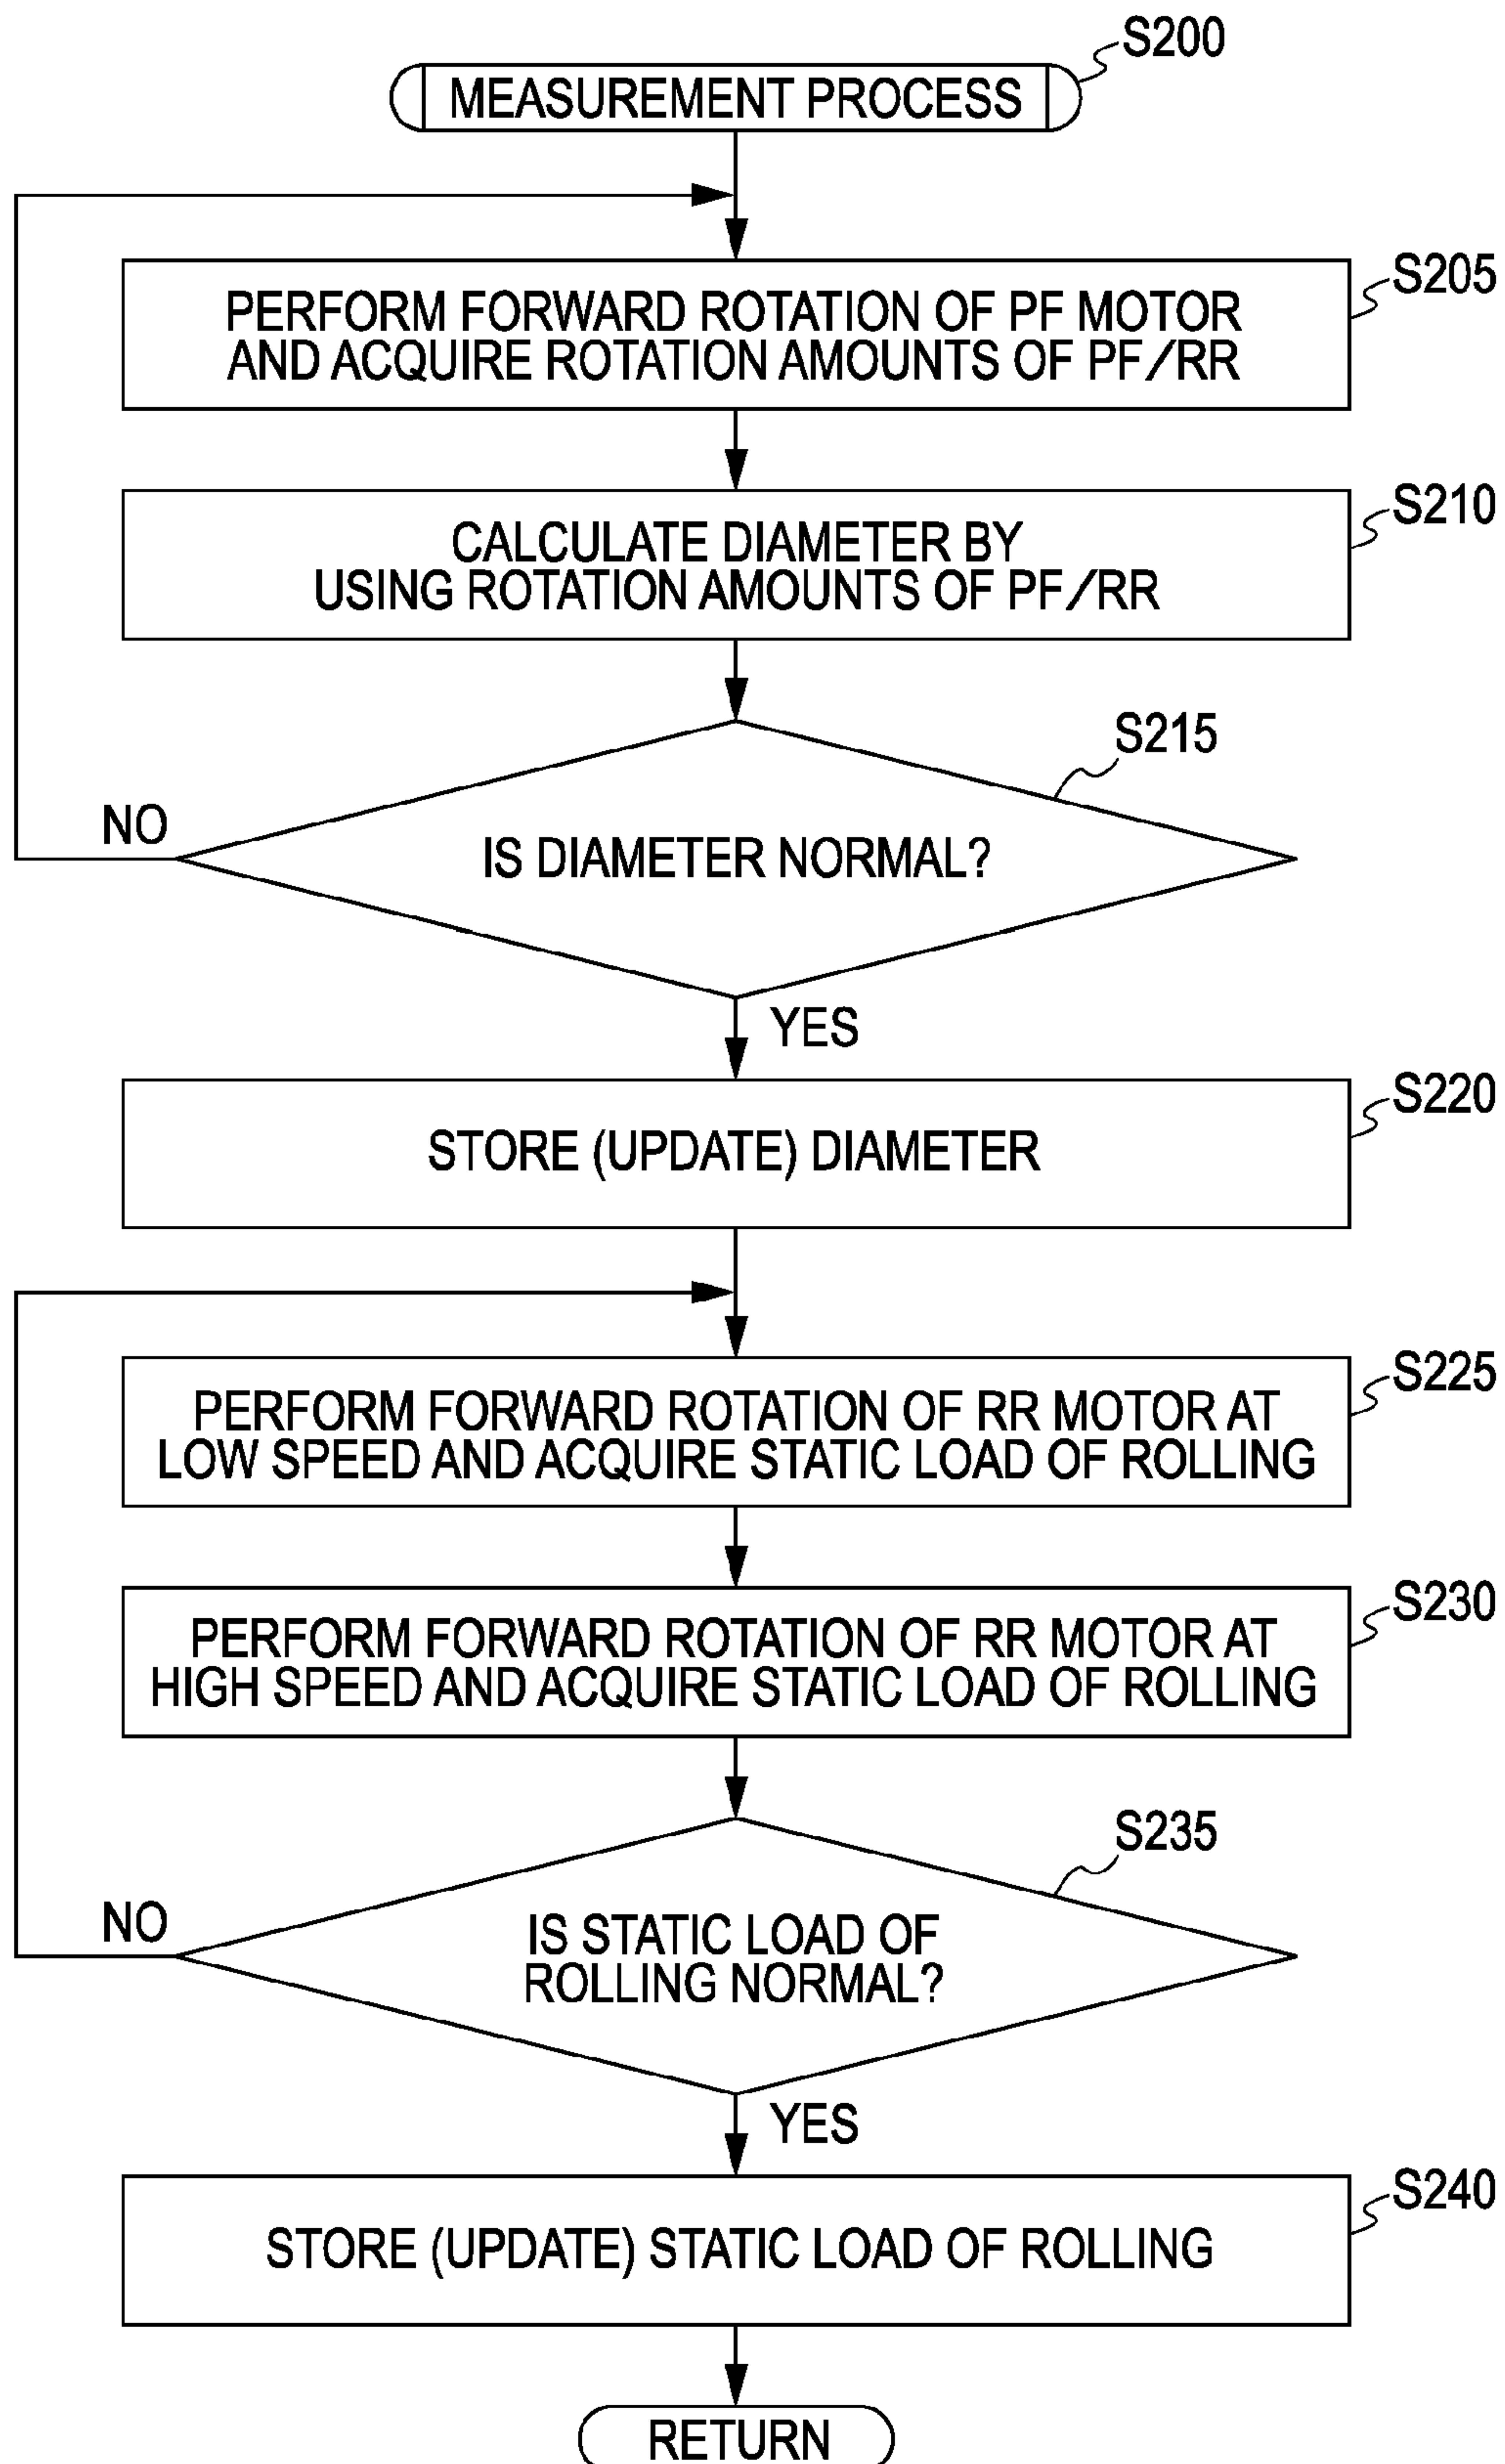 S200
MEASUREMENT PROCESS
S205
PERFORM FORWARD ROTATION OF PF MOTOR
AND ACQUIRE ROTATION AMOUNTS OF PF/RR
S210
CALCULATE DIAMETER BY
USING ROTATION AMOUNTS OF PF/RR
S215
NO
IS DIAMETER NORMAL?
YES
S220
STORE (UPDATE) DIAMETER
S225
PERFORM FORWARD ROTATION OF RR MOTOR AT
LOW SPEED AND ACQUIRE STATIC LOAD OF ROLLING
S230
PERFORM FORWARD ROTATION OF RR MOTOR AT
HIGH SPEED AND ACQUIRE STATIC LOAD OF ROLLING
S235
NO
IS STATIC LOAD OF
ROLLING NORMAL?
YES
S240
STORE (UPDATE) STATIC LOAD OF ROLLING
RETURN